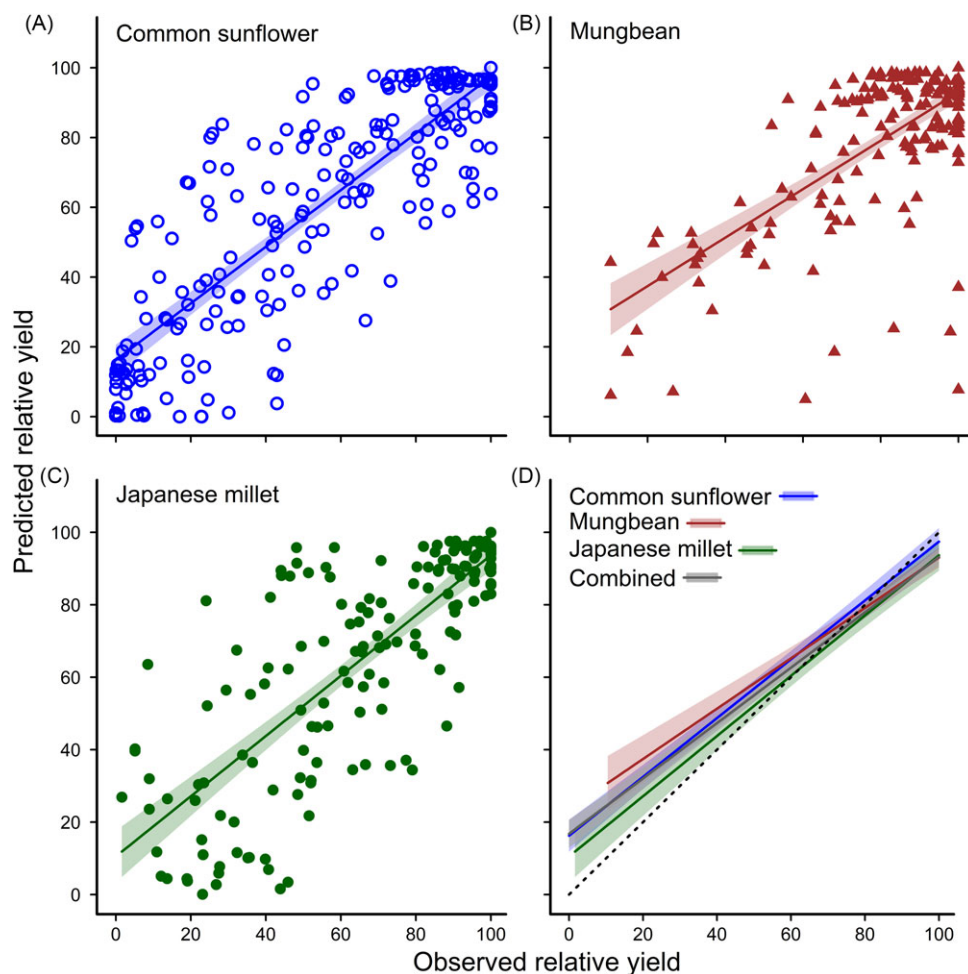 (A)
Common sunflower
(B)
Mungbean
100
80
60
40
20
0
(C)
Japanese millet
(D)
Common sunflower
Mungbean
Japanese millet
Combined
100
80
60
40
20
0
0 20 40 60 80 100
0 20 40 60 80 100
Predicted relative yield
Observed relative yield